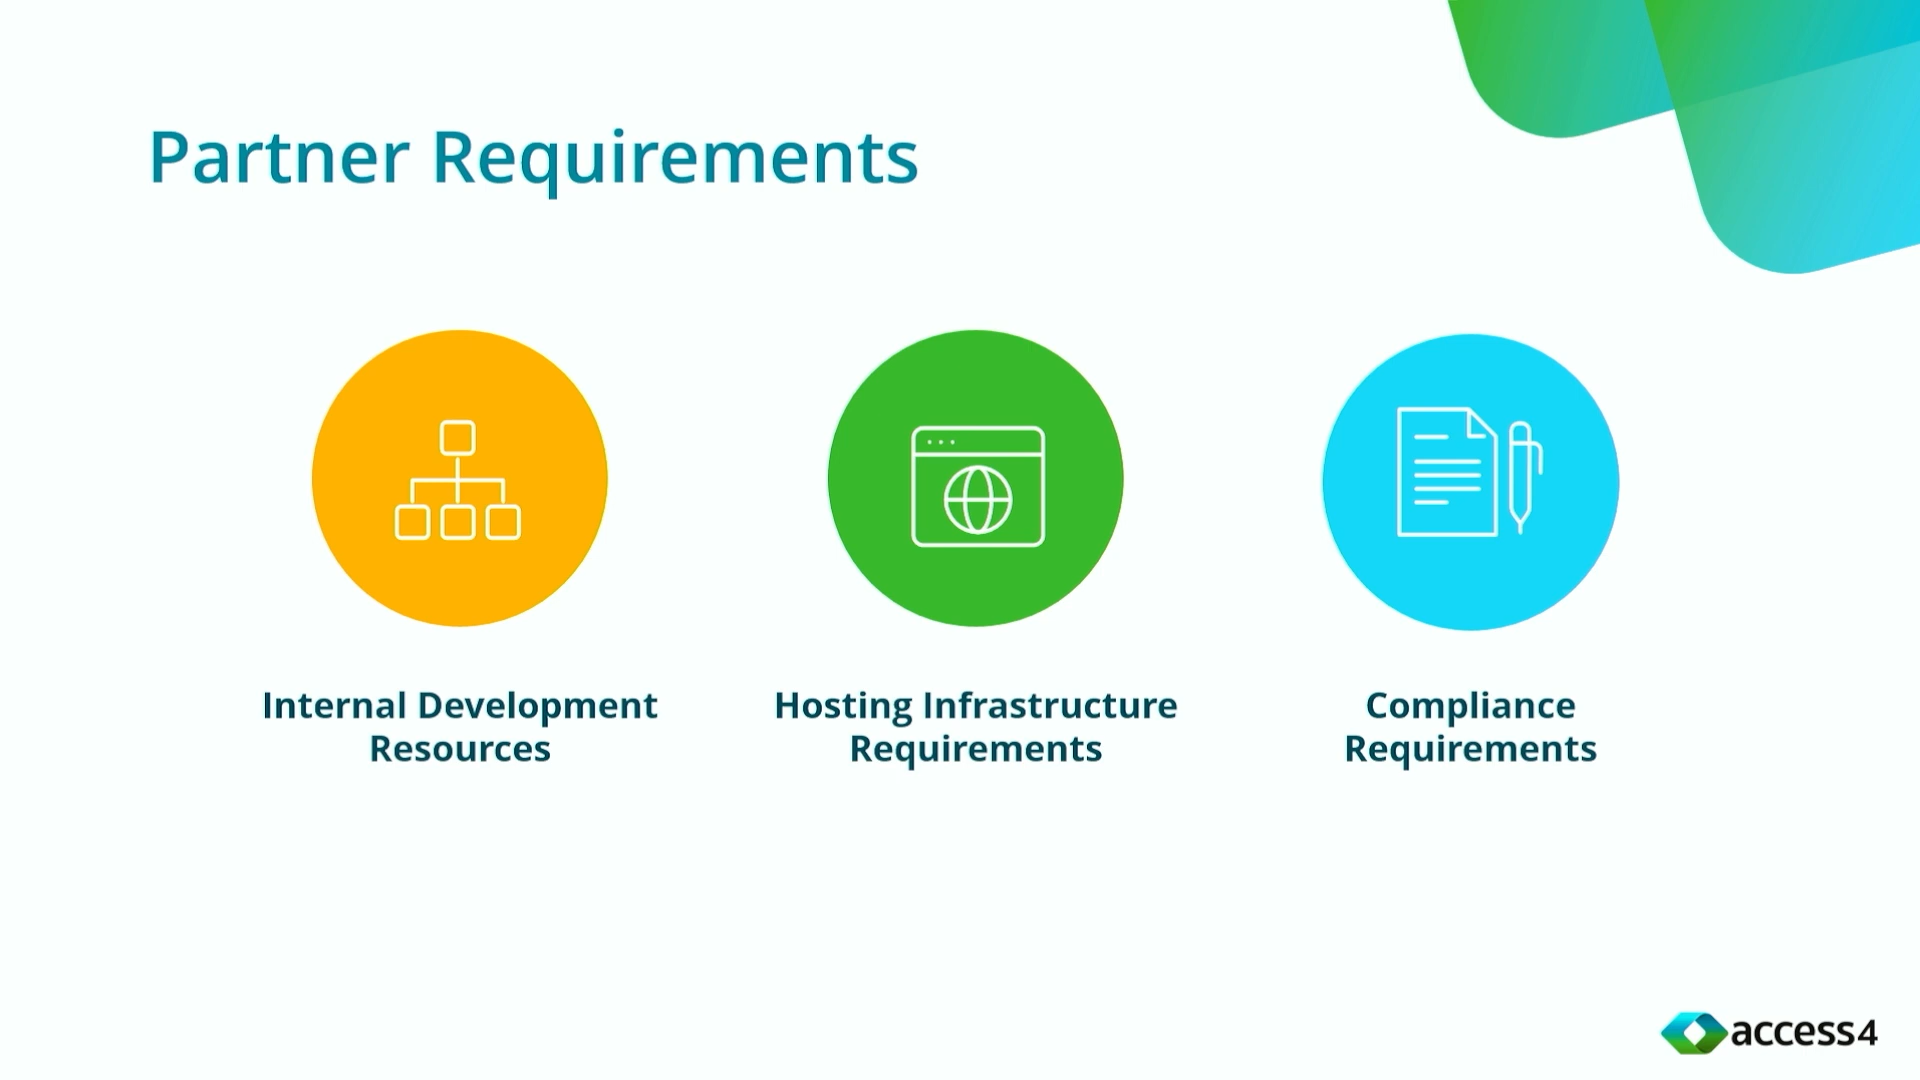 Partner Requirements
Internal Development
Resources
Hosting Infrastructure
Requirements
Compliance
Requirements
access4